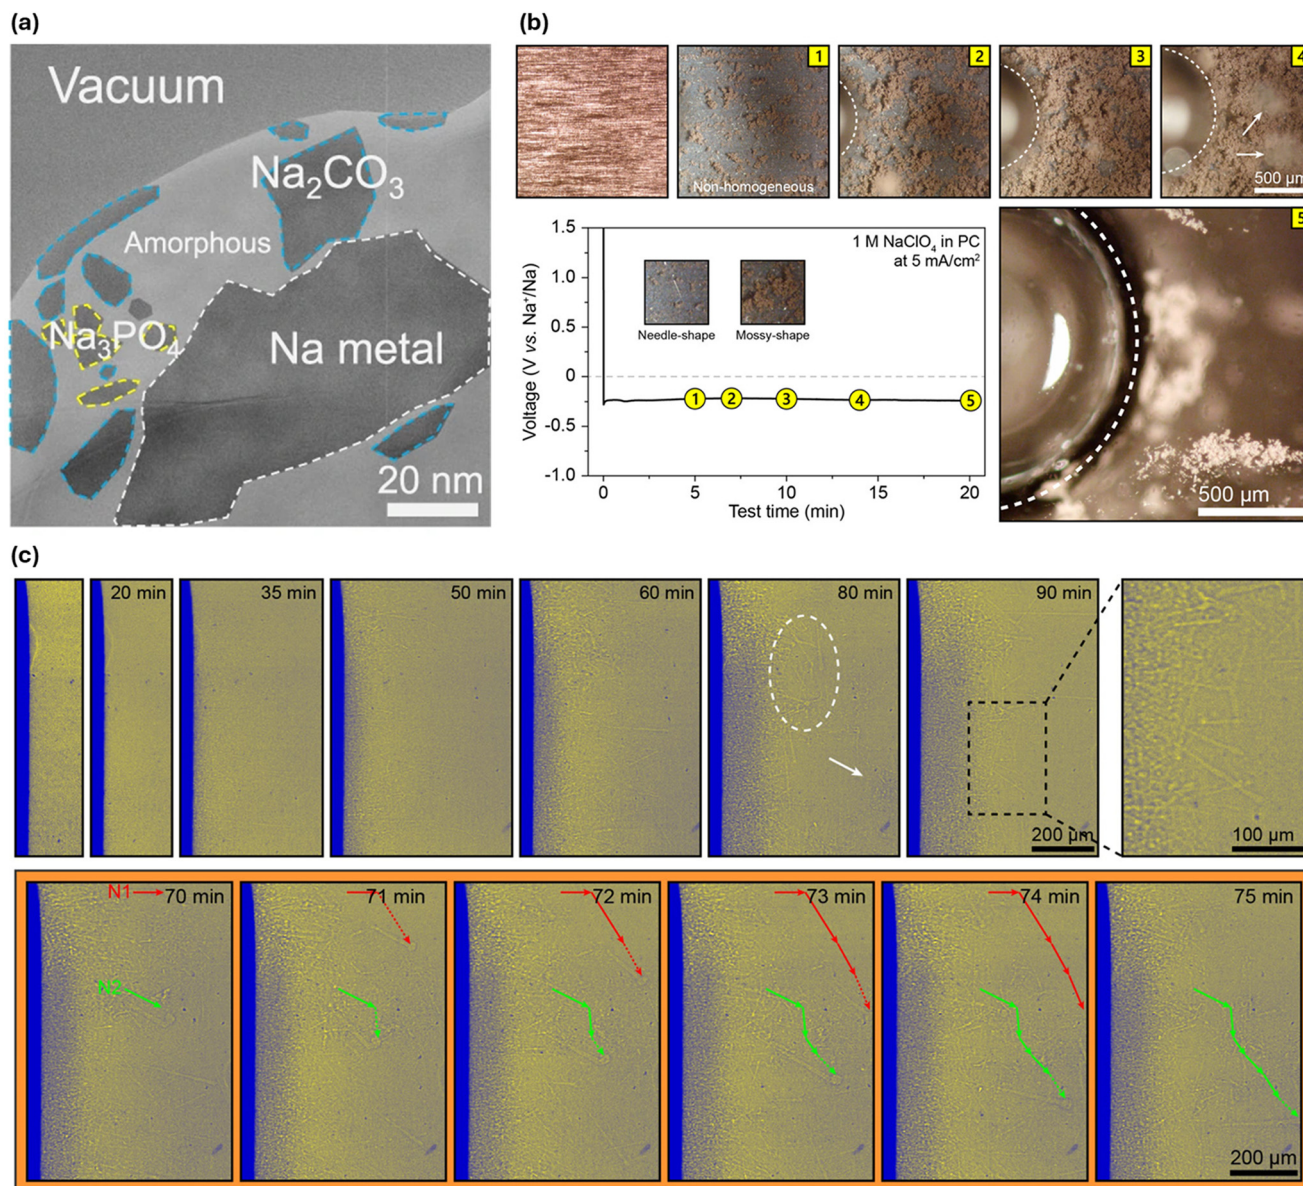 (a)
Vacuum
Na₂CO₃
Amorphous
Na₃PO₄
Na metal
20 nm
(b)
1
Non-homogeneous
2
3
4
500 µm
1.5
1.0
0.5
0
-0.5
-1.0
Voltage (V vs. Na⁺/Na)
1 M NaClO₄ in PC
at 5 mA/cm²
Needle-shape
Mossy-shape
1
2
3
4
5
0
5
10
15
20
Test time (min)
5
500 µm
(c)
20 min
35 min
50 min
60 min
80 min
90 min
200 µm
100 µm
N1
70 min
N2
71 min
72 min
73 min
74 min
75 min
200 µm